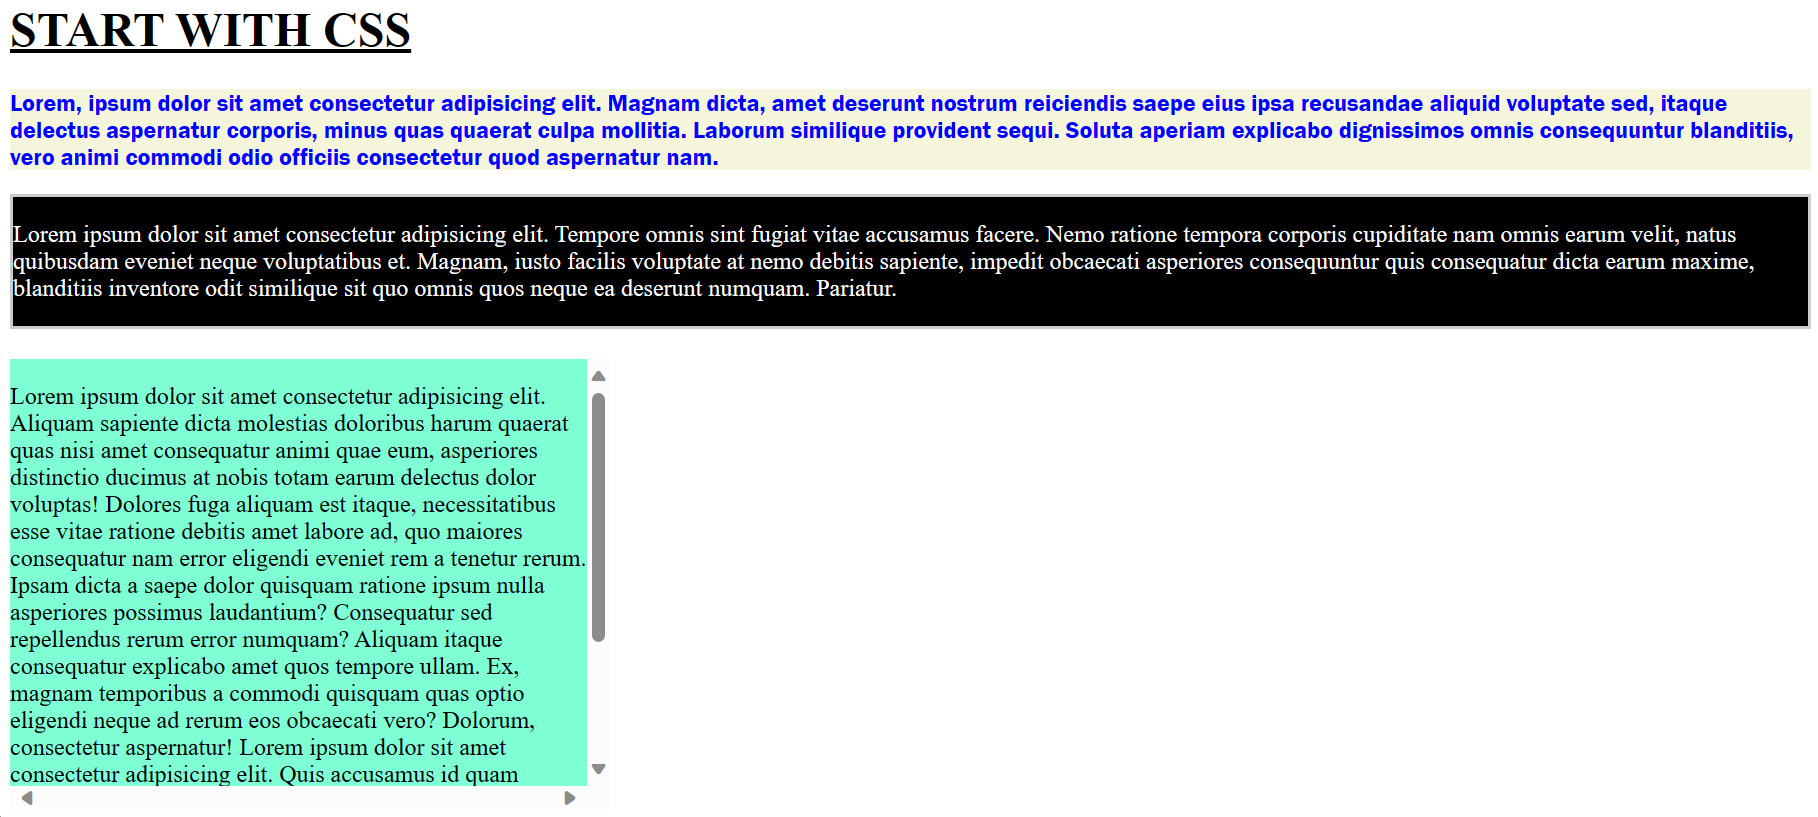 START WITH CSS
Lorem, ipsum dolor sit amet consectetur adipisicing elit. Magnam dicta, amet deserunt nostrum reiciendis saepe eius ipsa recusandae aliquid voluptate sed, itaque
delectus aspernatur corporis, minus quas quaerat culpa mollitia. Laborum similique provident sequi. Soluta aperiam explicabo dignissimos omnis consequuntur blanditiis,
vero animi commodi odio officiis consectetur quod aspernatur nam.
Lorem ipsum dolor sit amet consectetur adipisicing elit. Tempore omnis sint fugiat vitae accusamus facere. Nemo ratione tempora corporis cupiditate nam omnis earum velit, natus
quibusdam eveniet neque voluptatibus et. Magnam, iusto facilis voluptate at nemo debitis sapiente, impedit obcaecati asperiores consequuntur quis consequatur dicta earum maxime,
blanditiis inventore odit similique sit quo omnis quos neque ea deserunt numquam. Pariatur.
Lorem ipsum dolor sit amet consectetur adipisicing elit.
Aliquam sapiente dicta molestias doloribus harum quaerat
quas nisi amet consequatur animi quae eum, asperiores
distinctio ducimus at nobis totam earum delectus dolor
voluptas! Dolores fuga aliquam est itaque, necessitatibus
esse vitae ratione debitis amet labore ad, quo maiores
consequatur nam error eligendi eveniet rem a tenetur rerum.
Ipsam dicta a saepe dolor quisquam ratione ipsum nulla
asperiores possimus laudantium? Consequatur sed
repellendus rerum error numquam? Aliquam itaque
consequatur explicabo amet quos tempore ullam. Ex,
magnam temporibus a commodi quisquam quas optio
eligendi neque ad rerum eos obcaecati vero? Dolorum,
consectetur aspernatur! Lorem ipsum dolor sit amet
consectetur adipisicing elit. Quis accusamus id quam